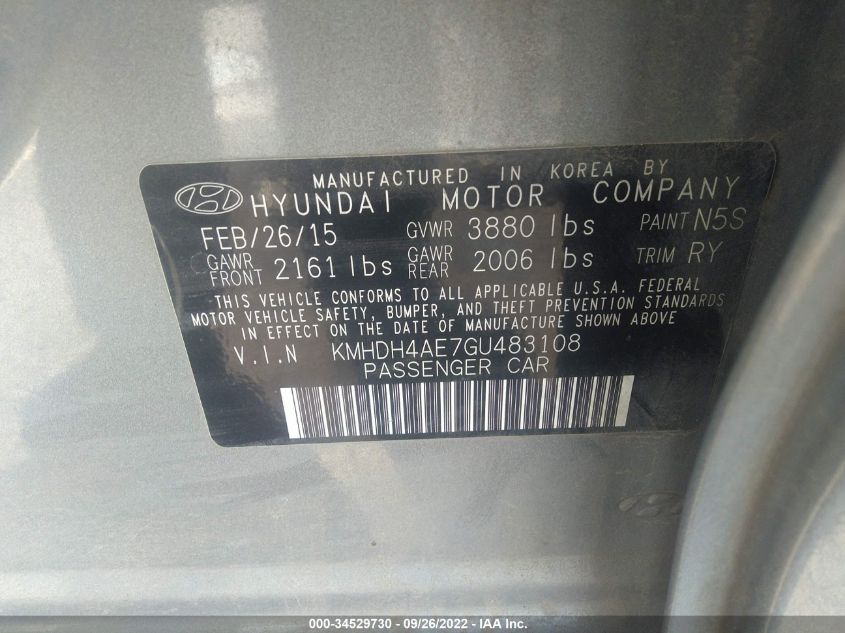 MANUFACTURED IN KOREA BY
HYUNDAI MOTOR COMPANY
FEB/26/15 GVWR 3880 lbs PAINT N5S
GAWR FRONT 2161 lbs GAWR REAR 2006 lbs TRIM RY
THIS VEHICLE CONFORMS TO ALL APPLICABLE U.S.A. FEDERAL
MOTOR VEHICLE SAFETY, BUMPER, AND THEFT PREVENTION STANDARDS
IN EFFECT ON THE DATE OF MANUFACTURE SHOWN ABOVE
V.I.N KMHDH4AE7GU483108
PASSENGER CAR
000-34529730 - 09/26/2022 - IAA Inc.